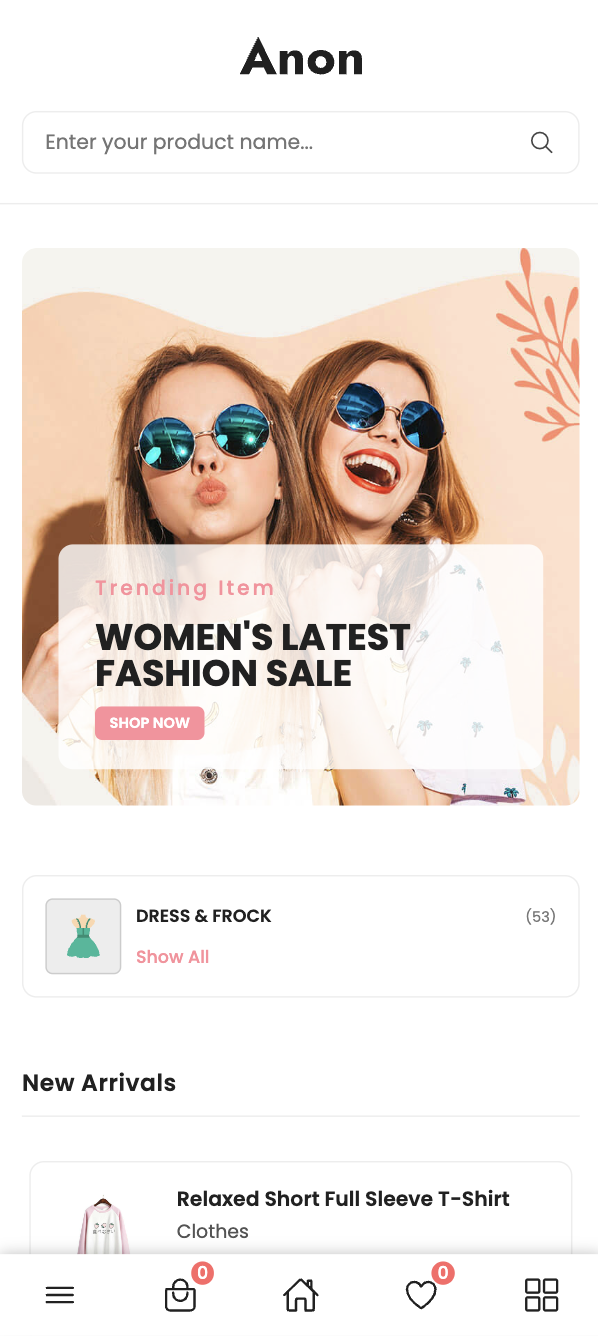 Anon
Enter your product name...
Trending Item
WOMEN'S LATEST
FASHION SALE
SHOP NOW
DRESS & FROCK
(53)
Show All
New Arrivals
Relaxed Short Full Sleeve T-Shirt
Clothes
0
0